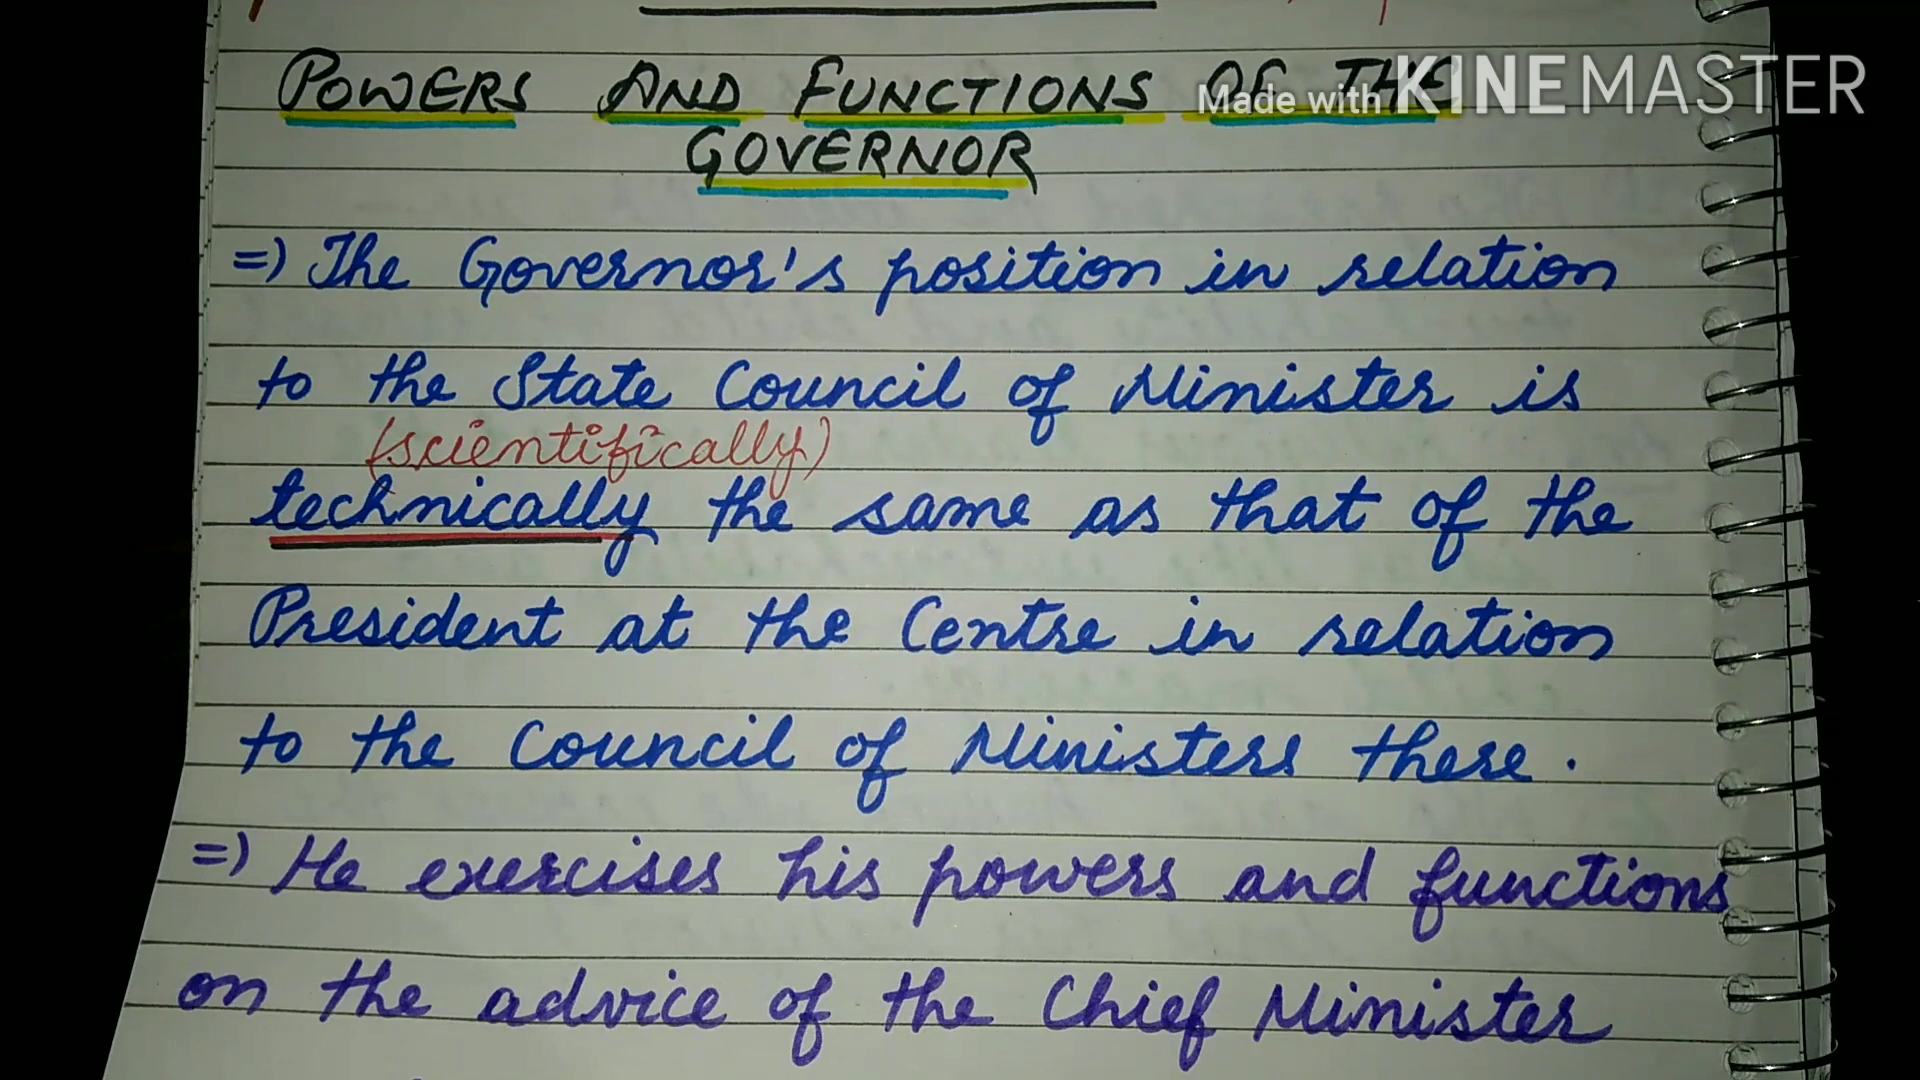 POWERS AND FUNCTIONS OF THE
Made with KINEMASTER
GOVERNOR
=) The Governor's position in relation
to the State Council of Minister is
(scientifically)
technically the same as that of the
President at the Centre in relation
to the Council of Ministers there.
=) He exercises his powers and functions
on the advice of the Chief Minister